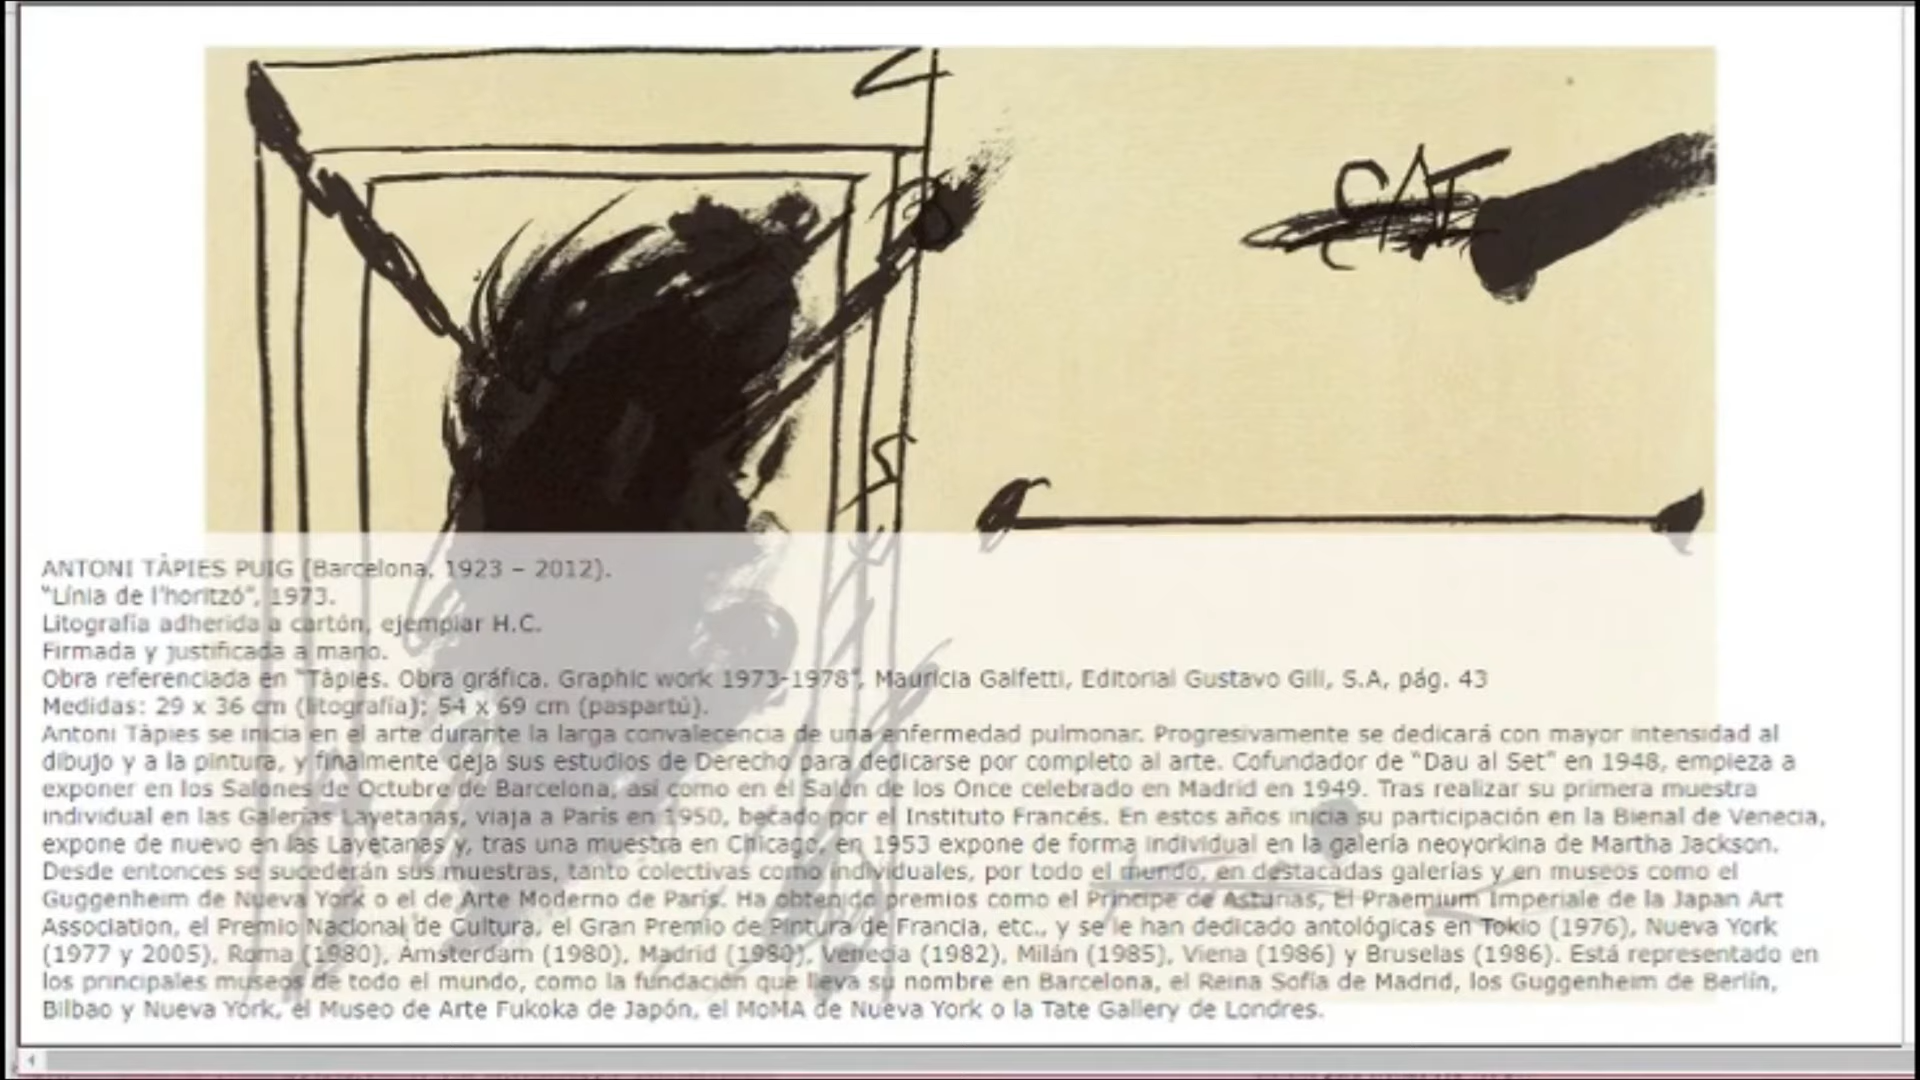 CAT
ANTONI TÀPIES PUIG (Barcelona, 1923 – 2012).
“Línia de l’horitzó”, 1973.
Litografía adherida a cartón, ejemplar H.C.
Firmada y justificada a mano.
Obra referenciada en “Tàpies. Obra gráfica. Graphic work 1973-1978”, Mauricia Galfetti, Editorial Gustavo Gili, S.A, pág. 43
Medidas: 29 x 36 cm (litografía); 54 x 69 cm (paspartú).
Antoni Tàpies se inicia en el arte durante la larga convalecencia de una enfermedad pulmonar. Progresivamente se dedicará con mayor intensidad al
dibujo y a la pintura, y finalmente deja sus estudios de Derecho para dedicarse por completo al arte. Cofundador de “Dau al Set” en 1948, empieza a
exponer en los Salones de Octubre de Barcelona, así como en el Salón de los Once celebrado en Madrid en 1949. Tras realizar su primera muestra
individual en las Galerías Layetanas, viaja a París en 1950, becado por el Instituto Francés. En estos años inicia su participación en la Bienal de Venecia,
expone de nuevo en las Layetanas y, tras una muestra en Chicago, en 1953 expone de forma individual en la galería neoyorkina de Martha Jackson.
Desde entonces se sucederán sus muestras, tanto colectivas como individuales, por todo el mundo, en destacadas galerías y en museos como el
Guggenheim de Nueva York o el de Arte Moderno de París. Ha obtenido premios como el Príncipe de Asturias, El Praemium Imperiale de la Japan Art
Association, el Premio Nacional de Cultura, el Gran Premio de Pintura de Francia, etc., y se le han dedicado antológicas en Tokio (1976), Nueva York
(1977 y 2005), Roma (1980), Ámsterdam (1980), Madrid (1980), Venecia (1982), Milán (1985), Viena (1986) y Bruselas (1986). Está representado en
los principales museos de todo el mundo, como la fundación que lleva su nombre en Barcelona, el Reina Sofía de Madrid, los Guggenheim de Berlín,
Bilbao y Nueva York, el Museo de Arte Fukoka de Japón, el MoMA de Nueva York o la Tate Gallery de Londres.